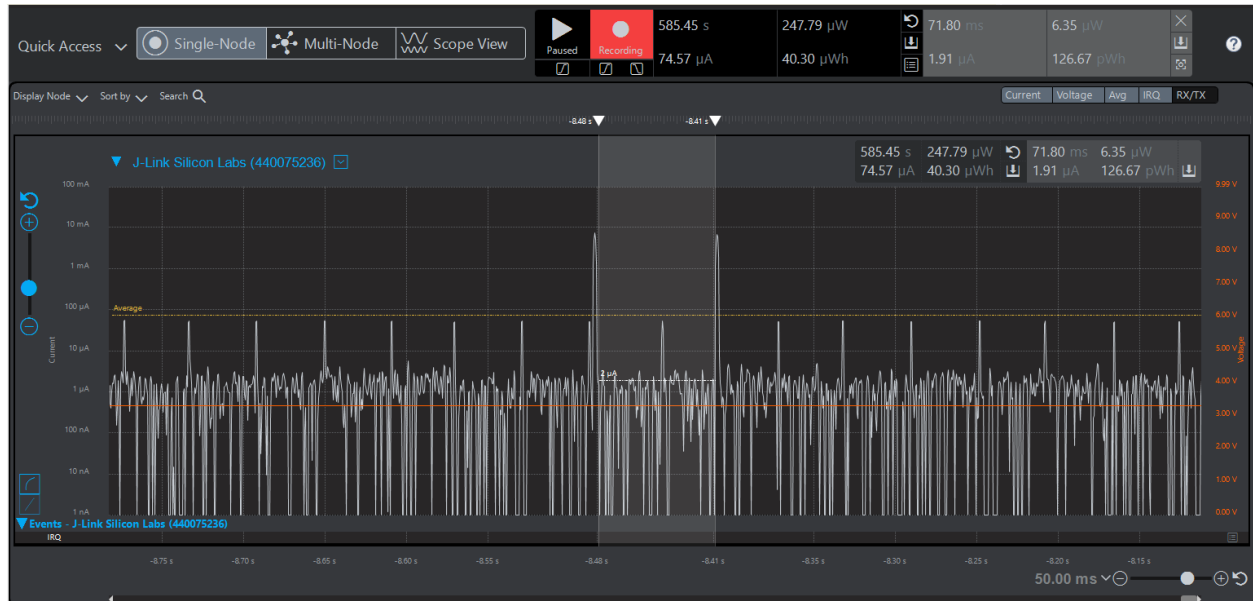 Quick Access
Single-Node
Multi-Node
Scope View
Paused
Recording
585.45 s 247.79 µW
74.57 µA 40.30 µWh
71.80 ms 6.35 µW
1.91 µA 126.67 pWh
?
Display Node Sort by Search
Current Voltage Avg IRQ RX/TX
-8.48 s -8.41 s
J-Link Silicon Labs (440075236)
585.45 s 247.79 µW 71.80 ms 6.35 µW
74.57 µA 40.30 µWh 1.91 µA 126.67 pWh
100 mA 9.99 V
10 mA 9.00 V
8.00 V
1 mA 7.00 V
100 µA Average 6.00 V
Current
10 µA 5.00 V
Voltage
2 µA
1 µA 4.00 V
3.00 V
100 nA 2.00 V
10 nA 1.00 V
1 nA 0.00 V
Events - J-Link Silicon Labs (440075236)
IRQ
-8.75 s -8.70 s -8.65 s -8.60 s -8.55 s -8.48 s -8.41 s -8.35 s -8.30 s -8.25 s -8.20 s -8.15 s
50.00 ms